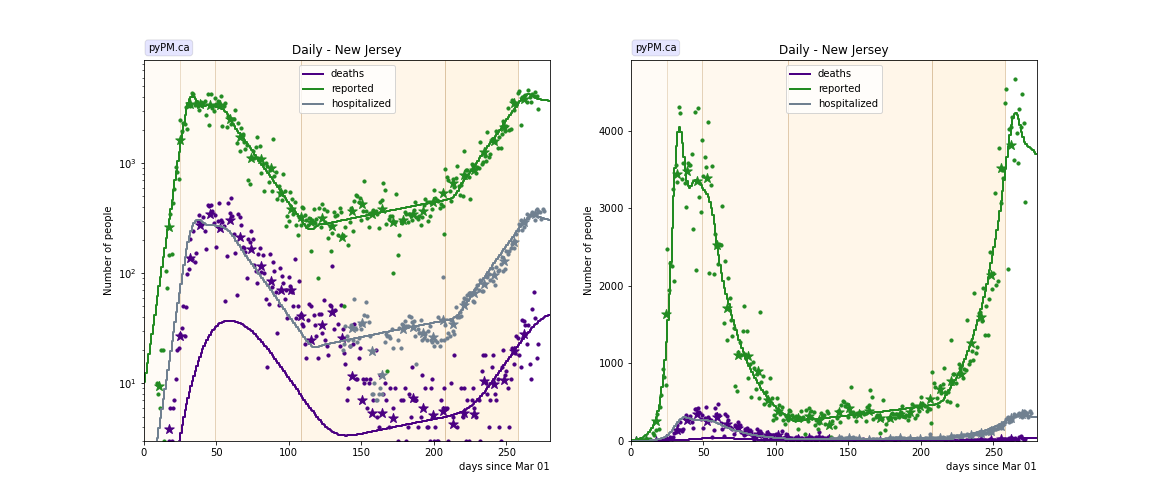 pyPM.ca
Daily - New Jersey
deaths
reported
hospitalized
Number of people
10³
10²
10¹
0
50
100
150
200
250
days since Mar 01
pyPM.ca
Daily - New Jersey
deaths
reported
hospitalized
Number of people
4000
3000
2000
1000
0
0
50
100
150
200
250
days since Mar 01